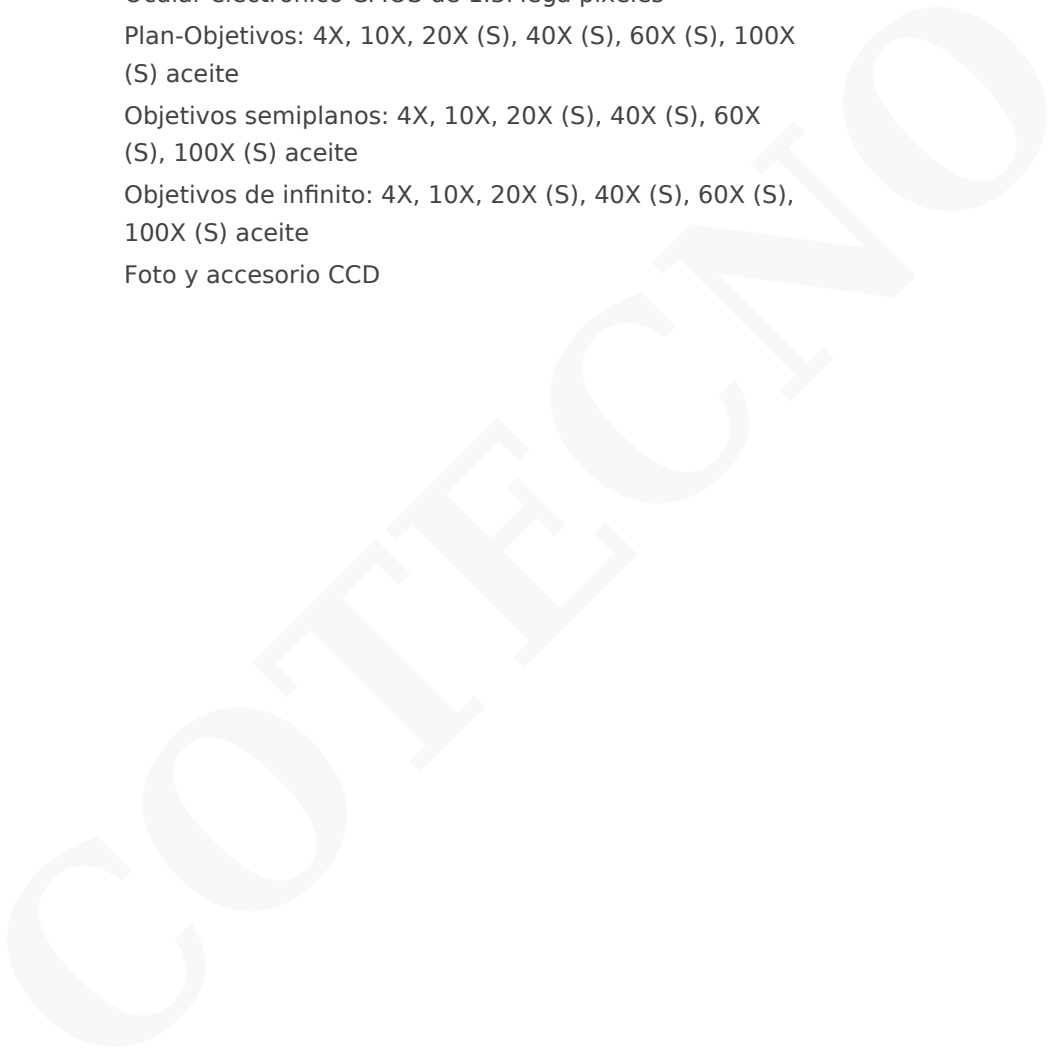 Plan-Objetivos: 4X, 10X, 20X (S), 40X (S), 60X (S), 100X
(S) aceite
Objetivos semiplanos: 4X, 10X, 20X (S), 40X (S), 60X
(S), 100X (S) aceite
Objetivos de infinito: 4X, 10X, 20X (S), 40X (S), 60X (S),
100X (S) aceite
Foto y accesorio CCD
COTECNO